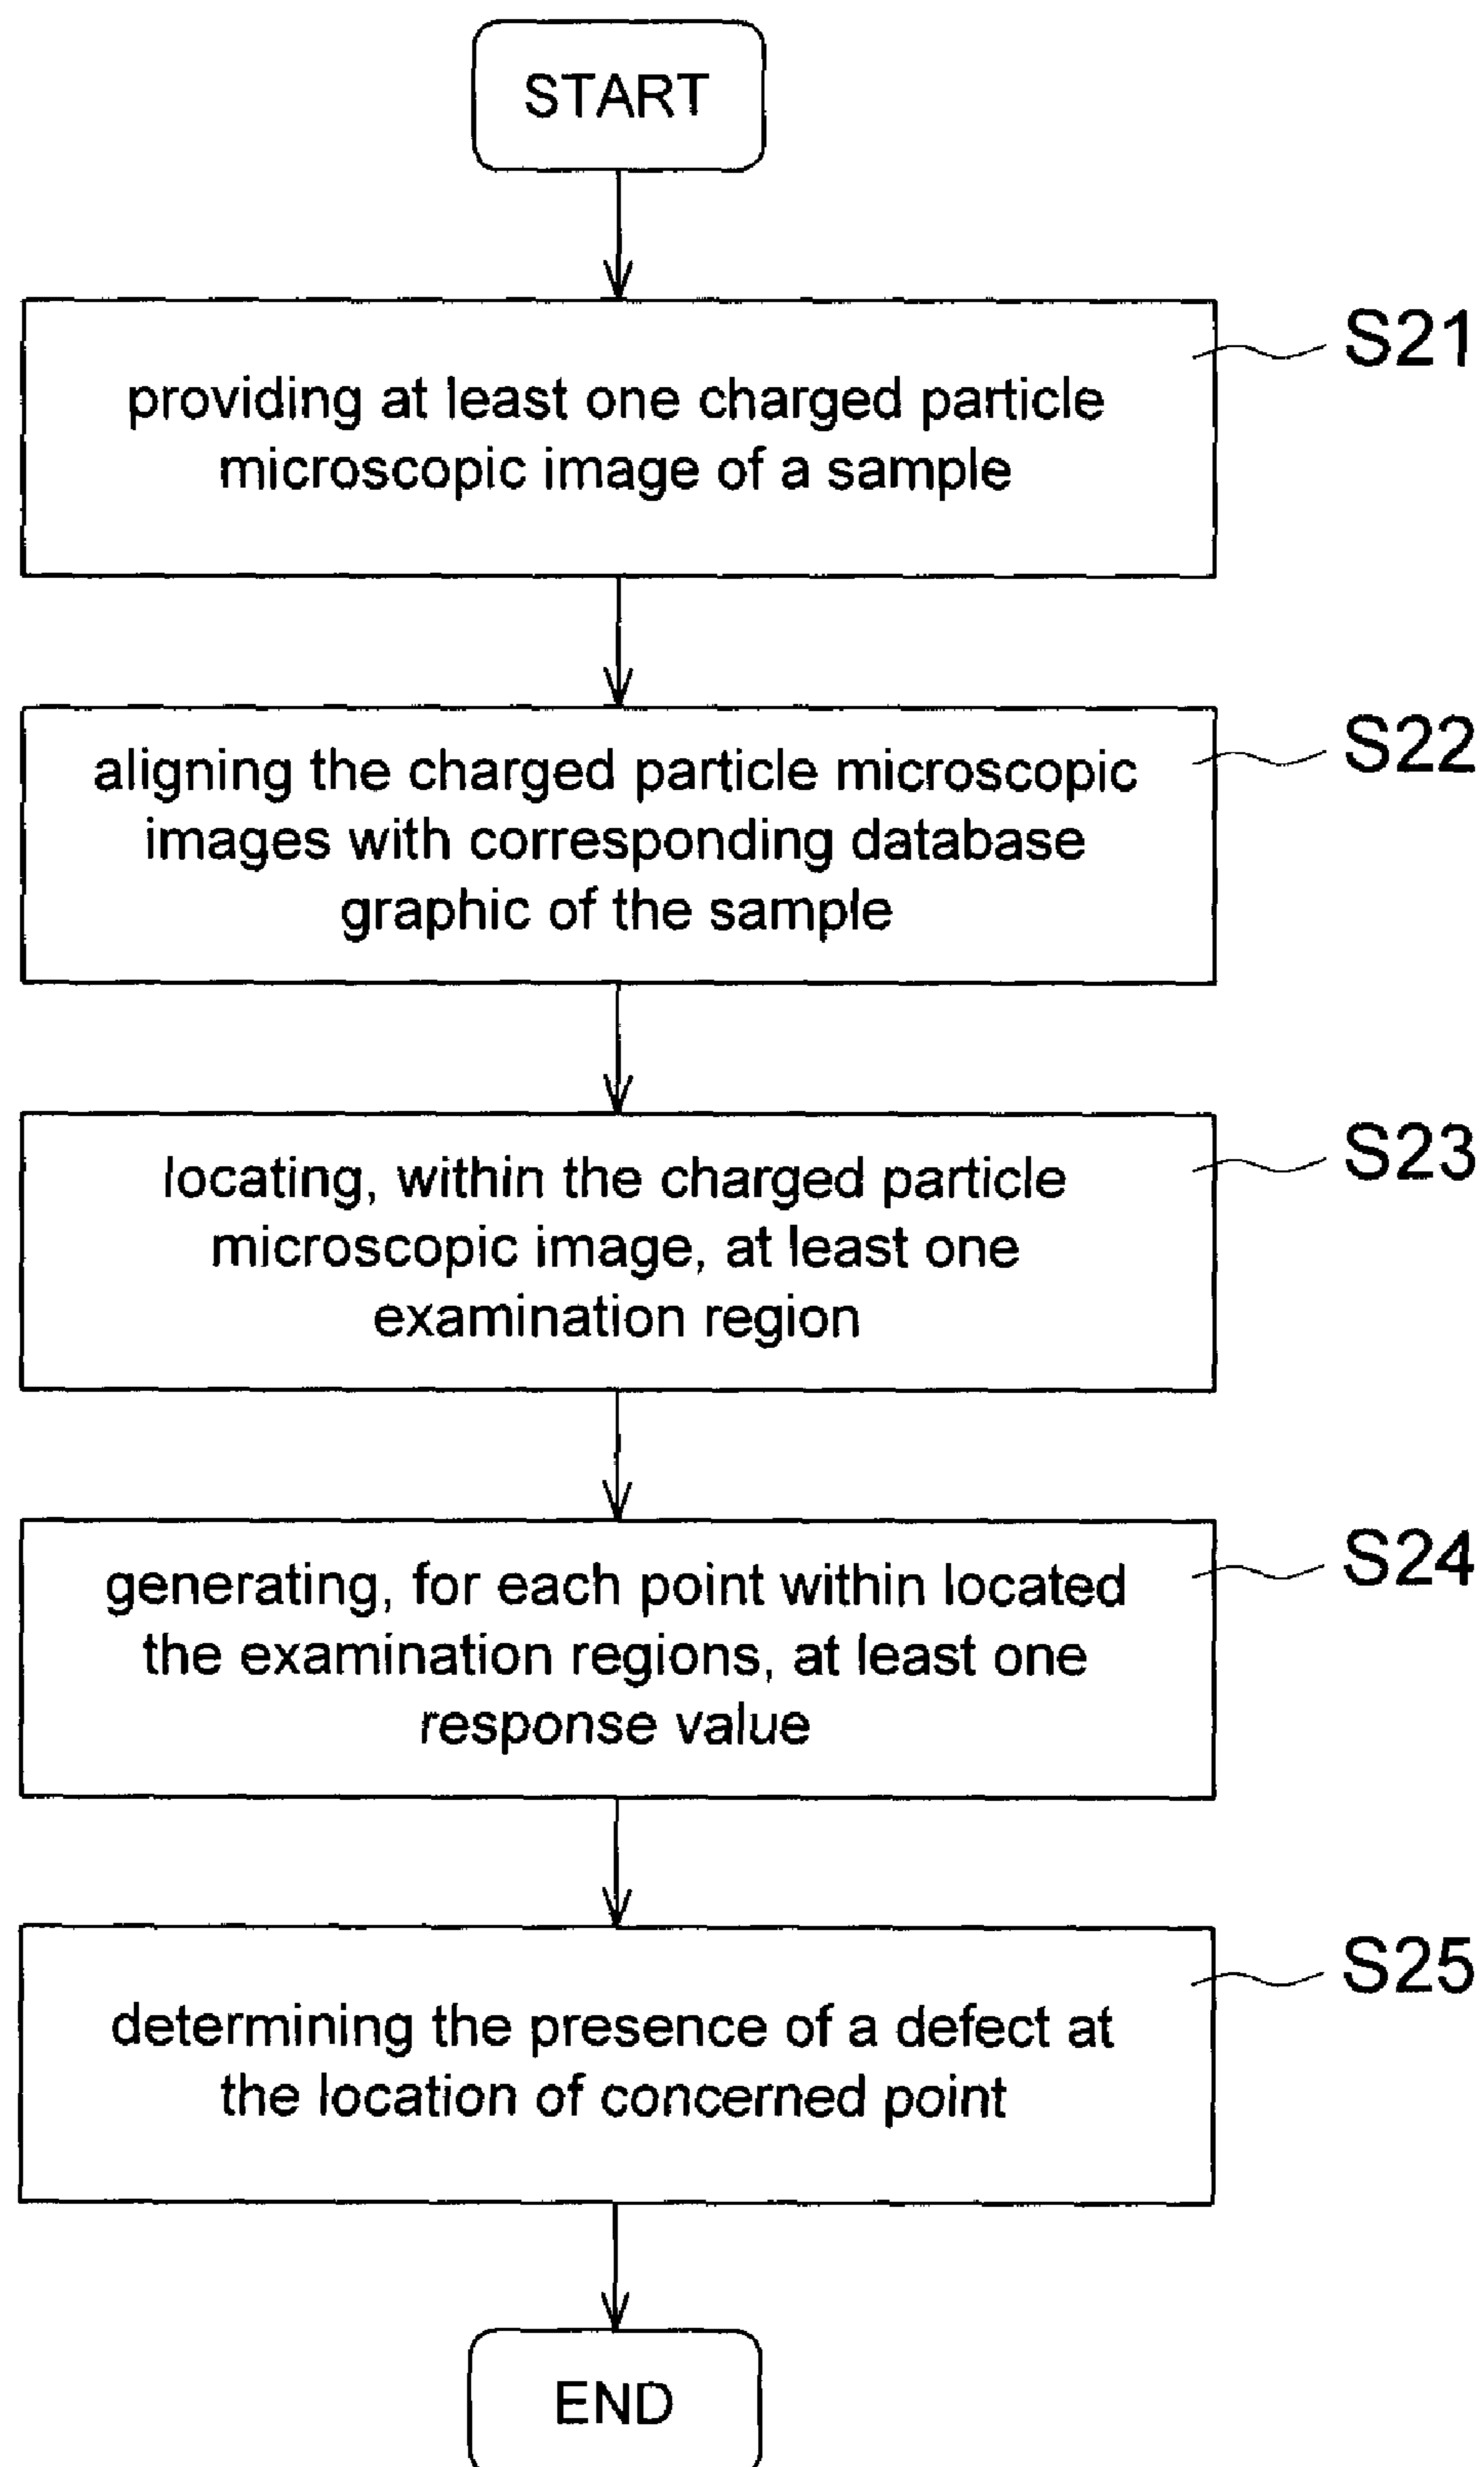 START
providing at least one charged particle
microscopic image of a sample
S21
aligning the charged particle microscopic
images with corresponding database
graphic of the sample
S22
locating, within the charged particle
microscopic image, at least one
examination region
S23
generating, for each point within located
the examination regions, at least one
response value
S24
determining the presence of a defect at
the location of concerned point
S25
END